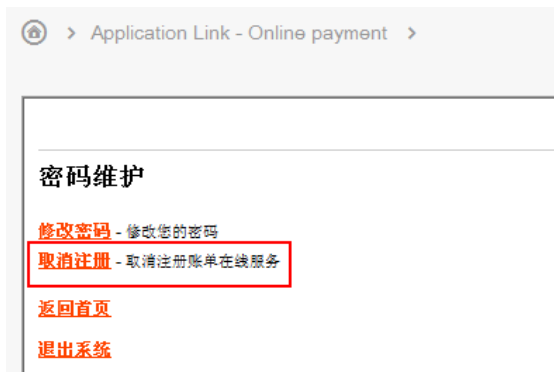 > Application Link - Online payment >
密码维护
修改密码 - 修改您的密码
取消注册 - 取消注册账单在线服务
返回首页
退出系统